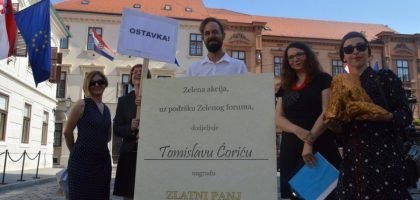 OSTAVKA!
Zelena akcija,
uz podršku Zelenog foruma,
dodjeljuje
Tomislavu Ćoriću
nagradu
ZLATNI PANJ